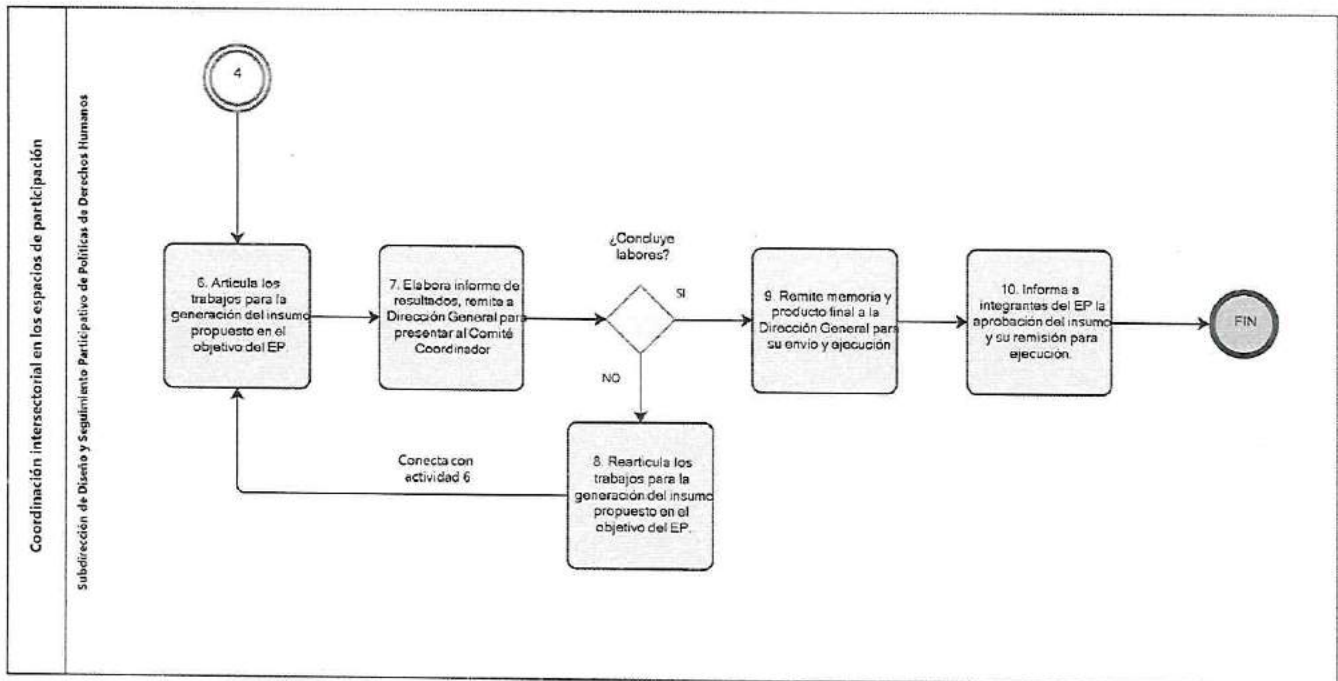 Coordinación intersectorial en los espacios de participación
Subdirección de Diseño y Seguimiento Participativo de Políticas de Derechos Humanos
4
6. Articula los
trabajos para la
generación del insumo
propuesto en el
objetivo del EP.
7. Elabora informe de
resultados, remite a
Dirección General para
presentar al Comité
Coordinador
¿Concluye
labores?
SI
NO
8. Rearticula los
trabajos para la
generación del insumo
propuesto en el
objetivo del EP.
Conecta con
actividad 6
9. Remite memoria y
producto final a la
Dirección General para
su envío y ejecución
10. Informa a
integrantes del EP la
aprobación del insumo
y su remisión para
ejecución.
FIN